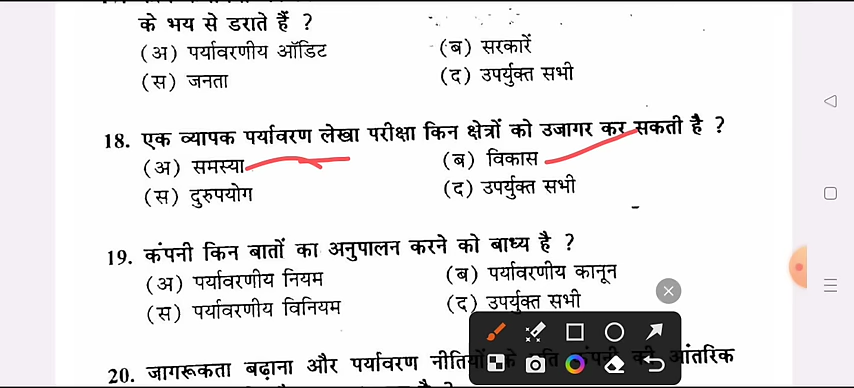 के भय से डराते हैं ?
(अ) पर्यावरणीय ऑडिट (ब) सरकारें
(स) जनता (द) उपर्युक्त सभी
18. एक व्यापक पर्यावरण लेखा परीक्षा किन क्षेत्रों को उजागर कर सकती है ?
(अ) समस्या (ब) विकास
(स) दुरुपयोग (द) उपर्युक्त सभी
19. कंपनी किन बातों का अनुपालन करने को बाध्य है ?
(अ) पर्यावरणीय नियम (ब) पर्यावरणीय कानून
(स) पर्यावरणीय विनियम (द) उपर्युक्त सभी
20. जागरूकता बढ़ाना और पर्यावरण नीतियों की आंतरिक